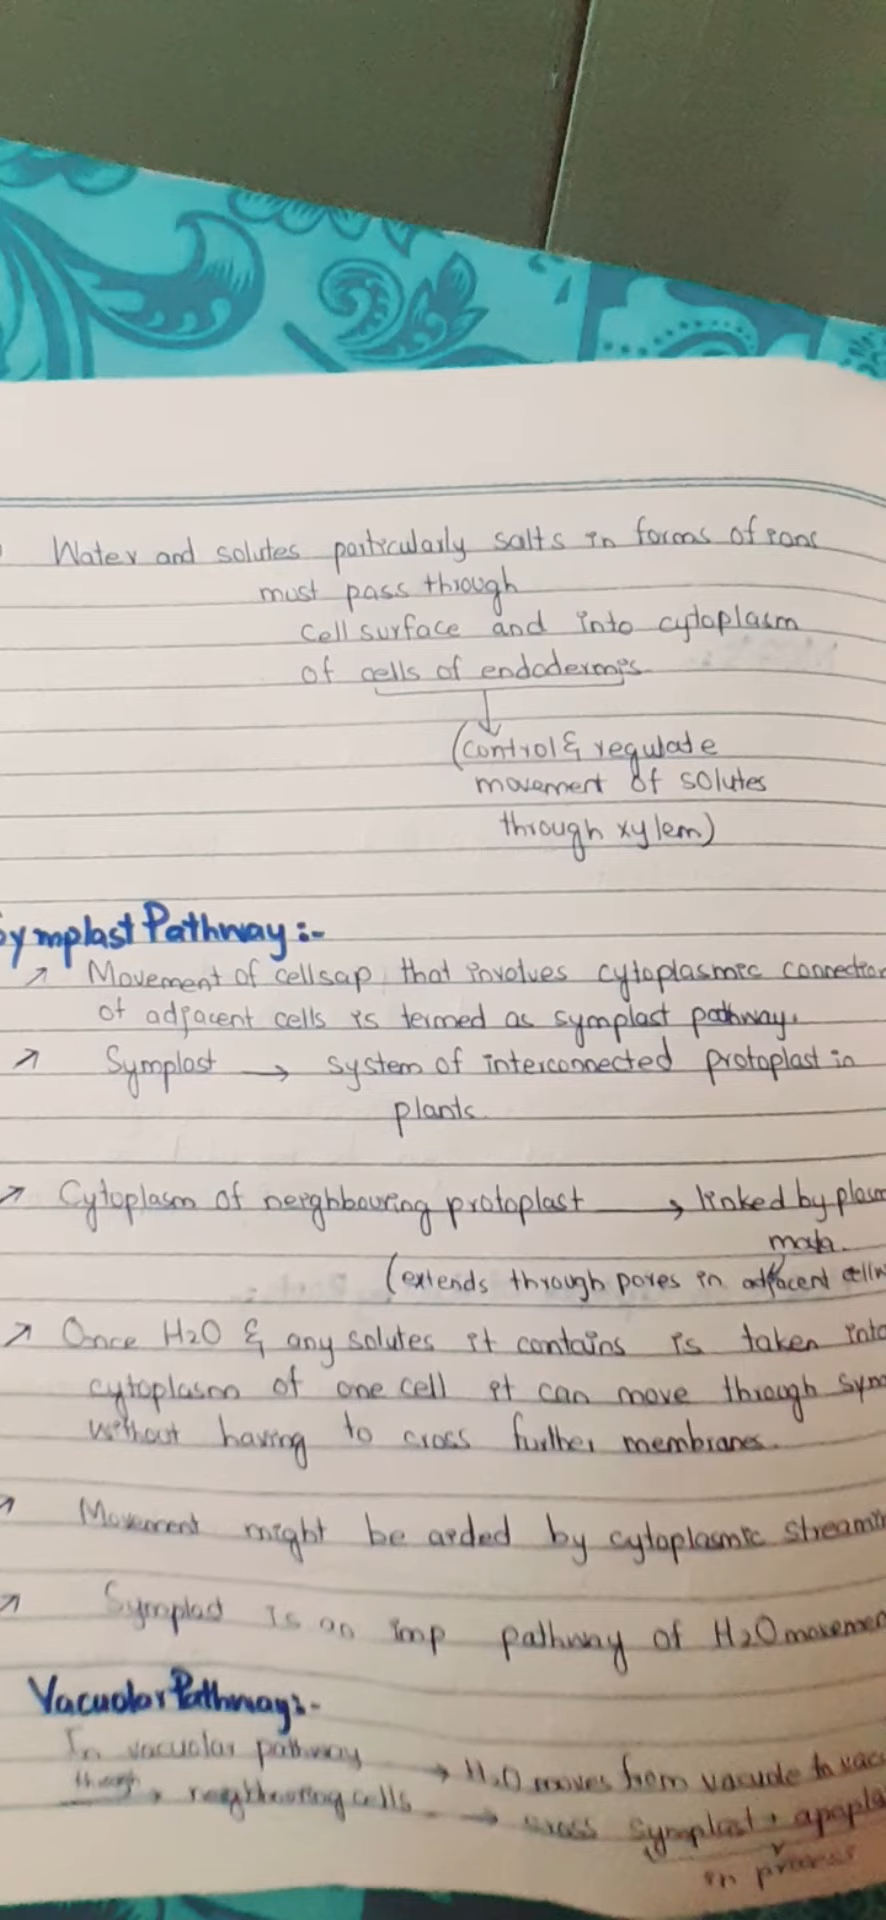 Water and solutes particularly salts in forms of ions
must pass through
cell surface and into cytoplasm
of cells of endodermis
(control & regulate
movement of solutes
through xylem)
Symplast Pathway :-
↗ Movement of cellsap that involves cytoplasmic connection
of adjacent cells is termed as symplast pathway.
↗ Symplast → system of interconnected protoplast in
plants.
↗ Cytoplasm of neighbouring protoplast → linked by plasm
mata.
(extends through pores in adjacent cellw
↗ Once H2O & any solutes it contains is taken into
cytoplasm of one cell it can move through sym
without having to cross further membranes.
↗ Movement might be aided by cytoplasmic streamin
↗ Symplast is an imp pathway of H2O movemen
Vacuolar Pathway:-
In vacuolar pathway → H2O moves from vacuole to vacu
through neighbouring cells → cross symplast + apopla
in process